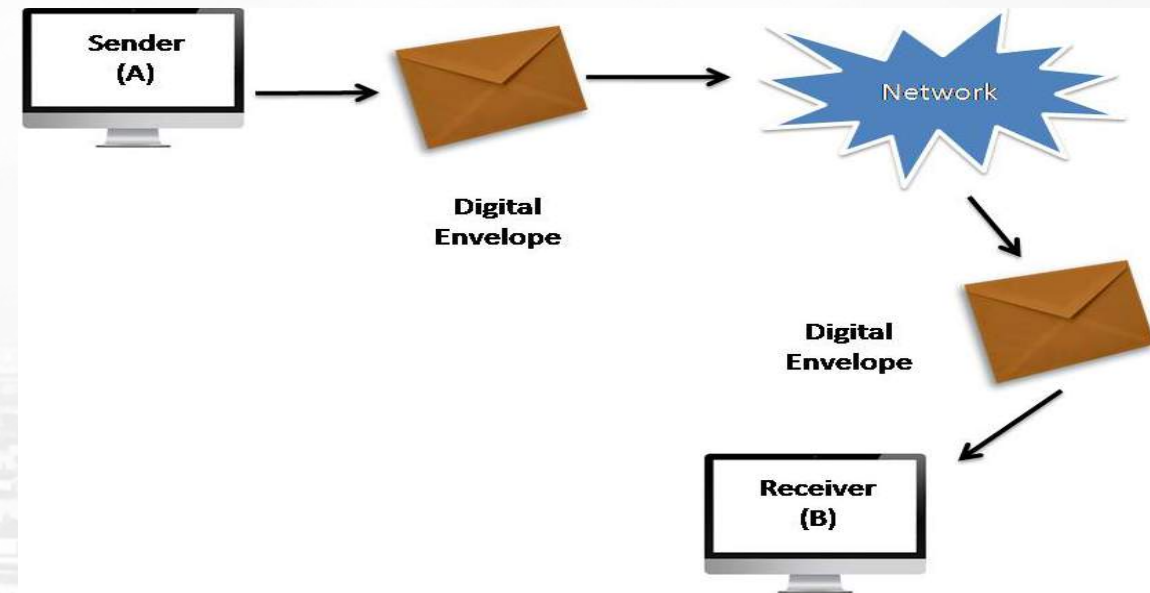 Sender
(A)
Digital
Envelope
Network
Digital
Envelope
Receiver
(B)